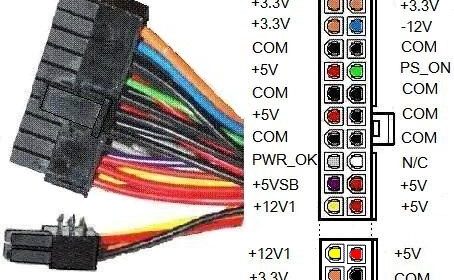 +3.3V +3.3V
+3.3V -12V
COM COM
+5V PS_ON
COM COM
+5V COM
COM COM
PWR_OK N/C
+5VSB +5V
+12V1 +5V
+12V1 +5V
+3.3V COM